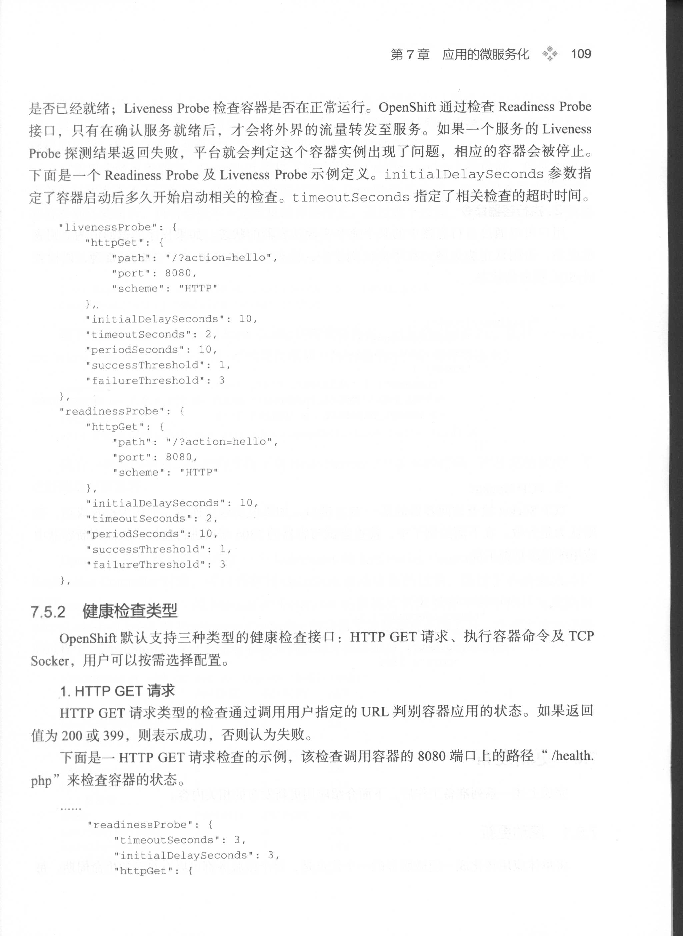 第 7 章 应用的微服务化 109
是否已经就绪；Liveness Probe 检查容器是否在正常运行。OpenShift 通过检查 Readiness Probe
接口，只有在确认服务就绪后，才会将外界的流量转发至服务。如果一个服务的 Liveness
Probe 探测结果返回失败，平台就会判定这个容器实例出现了问题，相应的容器会被停止。
下面是一个 Readiness Probe 及 Liveness Probe 示例定义。initialDelaySeconds 参数指
定了容器启动后多久开始启动相关的检查。timeoutSeconds 指定了相关检查的超时时间。
"livenessProbe": {
"httpGet": {
"path": "/?action=hello",
"port": 8080,
"scheme": "HTTP"
},
"initialDelaySeconds": 10,
"timeoutSeconds": 2,
"periodSeconds": 10,
"successThreshold": 1,
"failureThreshold": 3
},
"readinessProbe": {
"httpGet": {
"path": "/?action=hello",
"port": 8080,
"scheme": "HTTP"
},
"initialDelaySeconds": 10,
"timeoutSeconds": 2,
"periodSeconds": 10,
"successThreshold": 1,
"failureThreshold": 3
},
7.5.2 健康检查类型
OpenShift 默认支持三种类型的健康检查接口：HTTP GET 请求、执行容器命令及 TCP
Socker，用户可以按需选择配置。
1. HTTP GET 请求
HTTP GET 请求类型的检查通过调用用户指定的 URL 判别容器应用的状态。如果返回
值为 200 或 399，则表示成功，否则认为失败。
下面是一 HTTP GET 请求检查的示例，该检查调用容器的 8080 端口上的路径“ /health.
php”来检查容器的状态。
……
"readinessProbe": {
"timeoutSeconds": 3,
"initialDelaySeconds": 3,
"httpGet": {